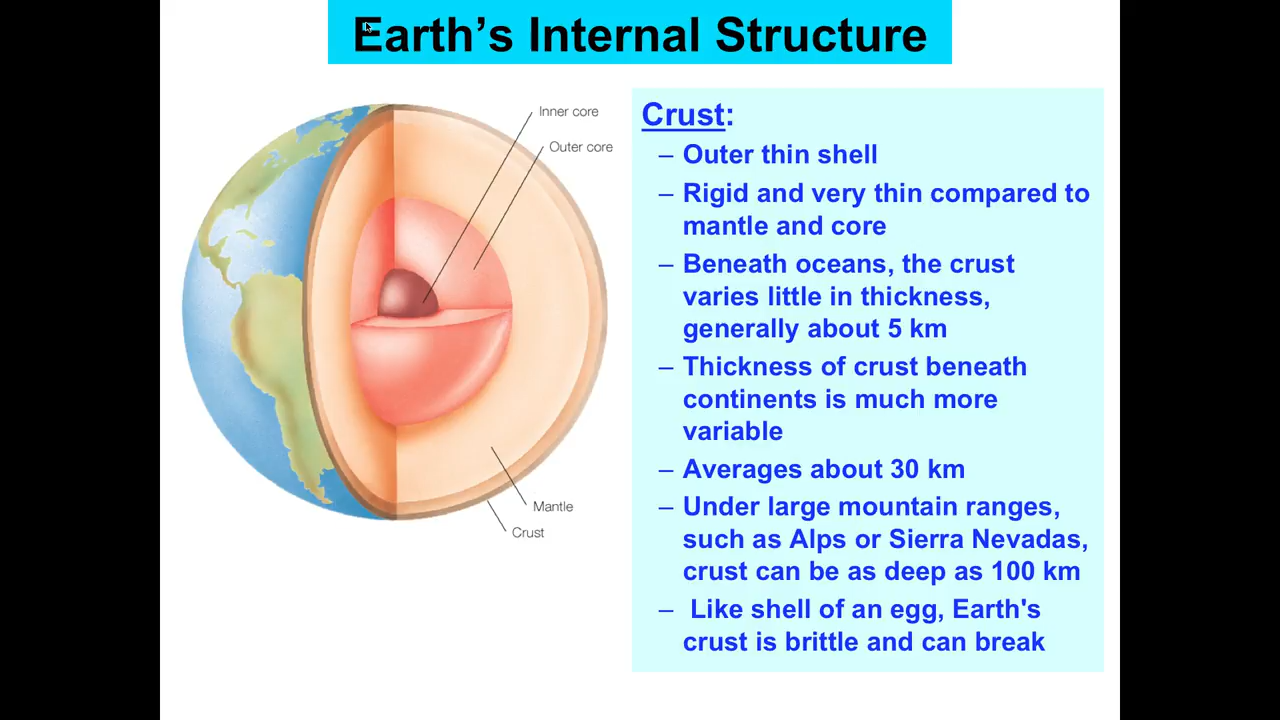 Earth’s Internal Structure
Inner core
Outer core
Mantle
Crust
Crust:
– Outer thin shell
– Rigid and very thin compared to
mantle and core
– Beneath oceans, the crust
varies little in thickness,
generally about 5 km
– Thickness of crust beneath
continents is much more
variable
– Averages about 30 km
– Under large mountain ranges,
such as Alps or Sierra Nevadas,
crust can be as deep as 100 km
– Like shell of an egg, Earth's
crust is brittle and can break